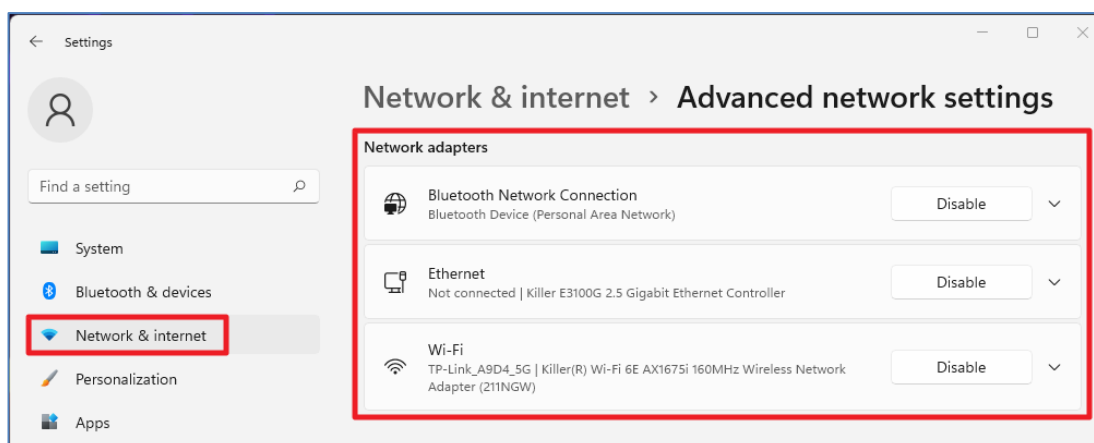 Settings
Network & internet > Advanced network settings
Find a setting
System
Bluetooth & devices
Network & internet
Personalization
Apps
Network adapters
Bluetooth Network Connection
Bluetooth Device (Personal Area Network)
Disable
Ethernet
Not connected | Killer E3100G 2.5 Gigabit Ethernet Controller
Disable
Wi-Fi
TP-Link_A9D4_5G | Killer(R) Wi-Fi 6E AX1675i 160MHz Wireless Network
Adapter (211NGW)
Disable